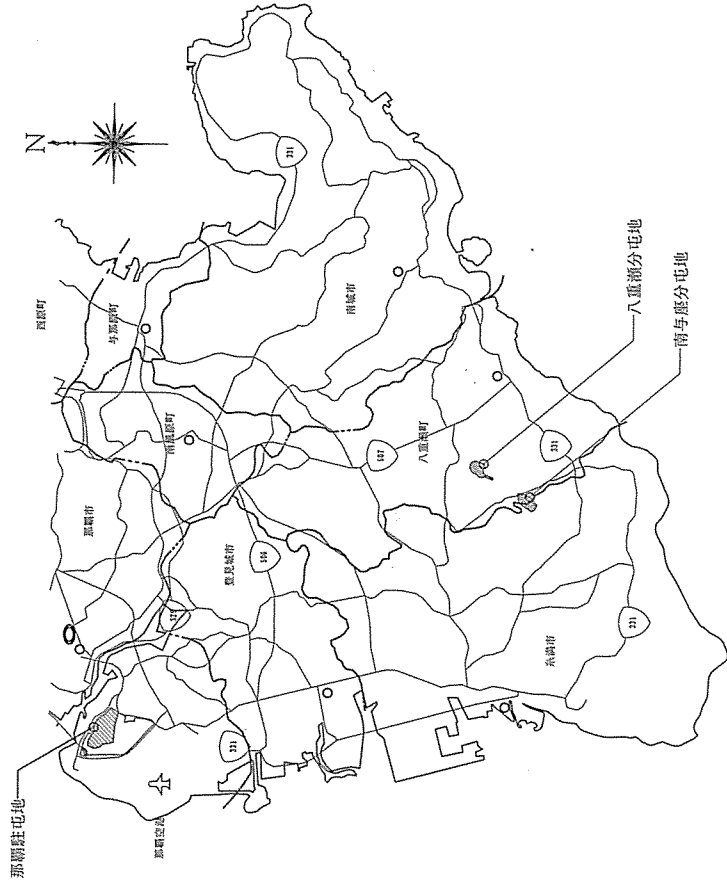 N
西原町
与那原町
331
那覇市
南風原町
南城市
豊見城市
506
507
八重瀬町
331
331
331
糸満市
那覇駐屯地
那覇空港
八重瀬分屯地
南与座分屯地